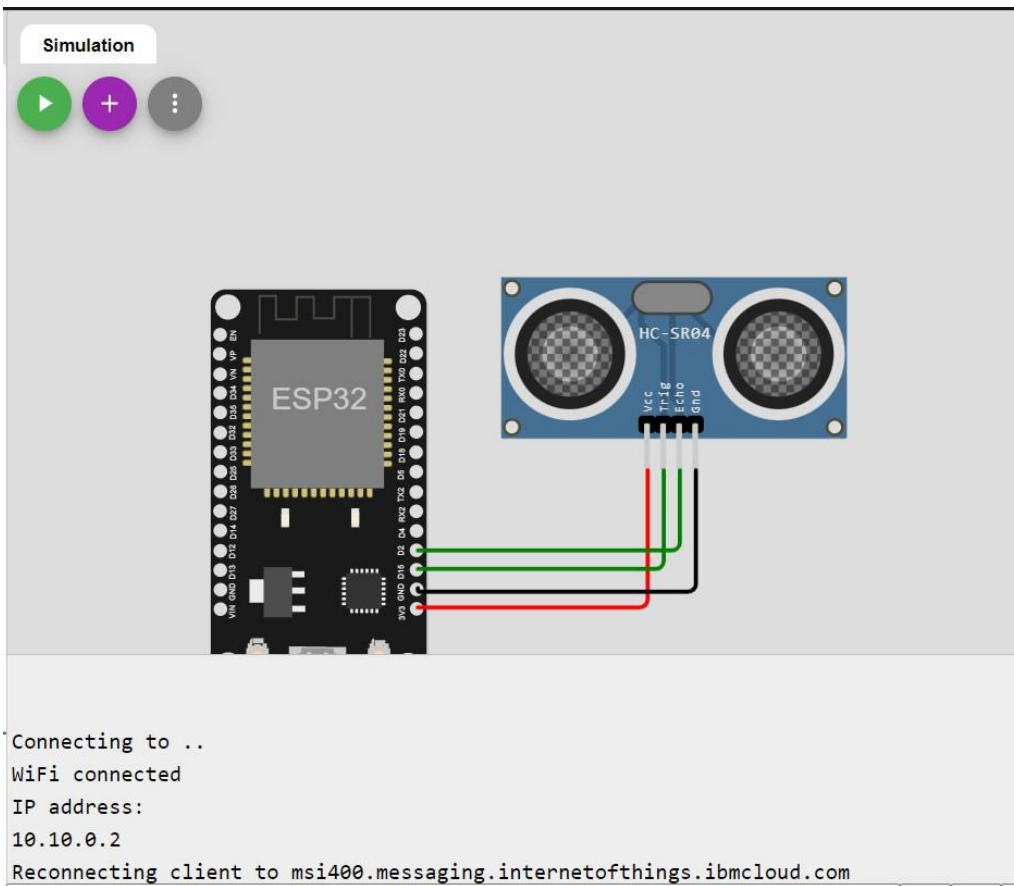 Simulation
ESP32
EN
VP
VN
D34
D35
D32
D33
D25
D26
D27
D14
D12
D13
GND
VIN
D23
D22
TX0
RX0
D21
D19
D18
D5
TX2
RX2
D4
D2
D15
GND
3V3
HC-SR04
Vcc
Trig
Echo
Gnd
Connecting to ..
WiFi connected
IP address:
10.10.0.2
Reconnecting client to msi400.messaging.internetofthings.ibmcloud.com